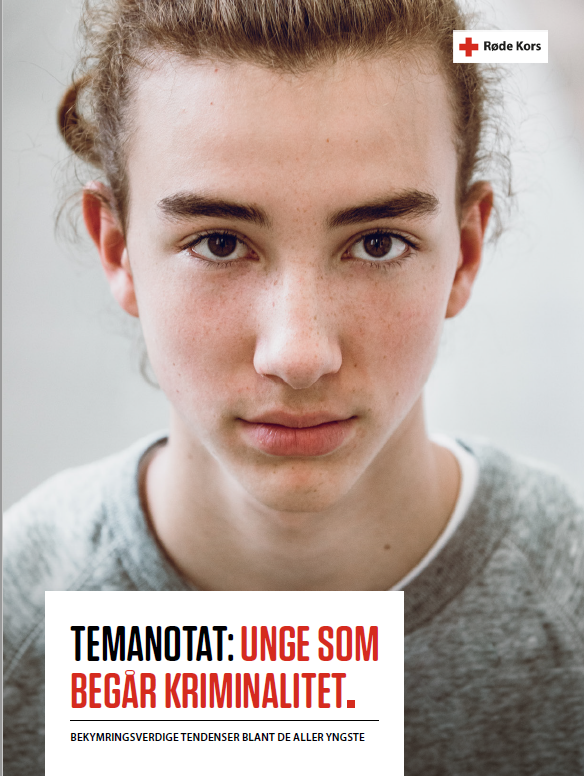 Røde Kors
TEMANOTAT: UNGE SOM
BEGÅR KRIMINALITET.
BEKYMRINGSVERDIGE TENDENSER BLANT DE ALLER YNGSTE